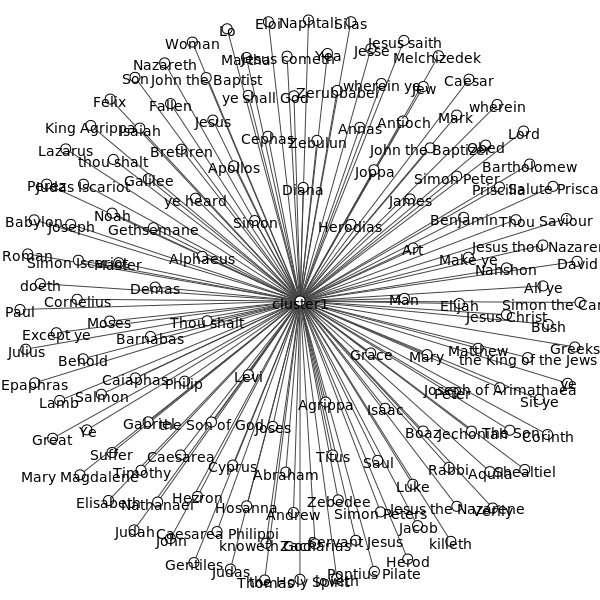 Lo
Eloi
Naphtali
Silas
Woman
Jesus saith
Jesse
Martha
Jesus cometh
Yea
Melchizedek
Nazareth
Son
John the Baptist
Caesar
ye shall
God
Zerubbabel
wherein ye
Jew
Felix
Fallen
wherein
Mark
King Agrippa
Isaiah
Jesus
Annas
Antioch
Lord
Cephas
Zebulun
Lazarus
Brethren
John the Baptizer
Obed
thou shalt
Apollos
Joppa
Bartholomew
Galilee
Simon Peter
Judas Iscariot
Diana
Priscilla
Salute Prisca
ye heard
James
Noah
Babylon
Joseph
Gethsemane
Simon
Herodias
Benjamin
Thou Saviour
Roman
Simon Iscariot
Master
Alphaeus
Art
Make ye
Jesus thou Nazarene
Nahshon
David
doeth
Demas
All ye
Paul
Cornelius
cluster1
Man
Elijah
Simon the Ca
Jesus Christ
Moses
Thou shalt
Bush
Except ye
Barnabas
Julius
Behold
Grace
Mary
Matthew
Greeks
the King of the Jews
Epaphras
Caiaphas
Philip
Levi
Ye
Joseph of Arimathaea
Peter
Lamb
Salmon
Agrippa
Isaac
Sit ye
Great
Ye
Gabriel
the Son of God
Joses
Boaz
Jechoniah
The Son
Corinth
Suffer
Caesarea
Titus
Saul
Mary Magdalene
Timothy
Cyprus
Abraham
Rabbi
Aquila
Shealtiel
Luke
Elisabeth
Nathanael
Hezron
Hosanna
Andrew
Zebedee
Simon Peters
Jesus the Nazarene
Verily
Judah
John
Caesarea Philippi
Jacob
knoweth
Zacharias
Servant Jesus
killeth
Gentiles
Judas
Herod
Thomas
the Holy Spirit
Pontius Pilate